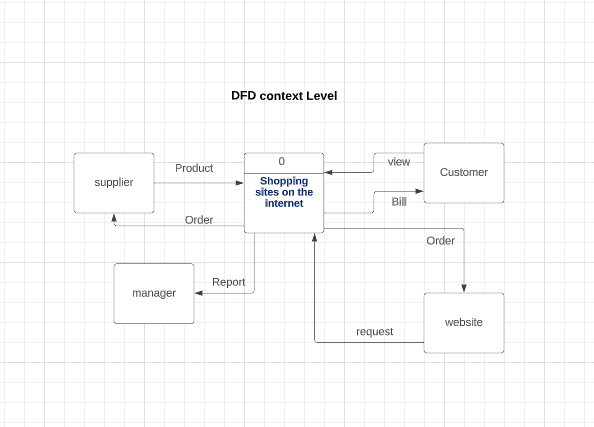 DFD context Level
0
Shopping
sites on the
internet
supplier
Product
Order
view
Customer
Bill
Order
manager
Report
website
request